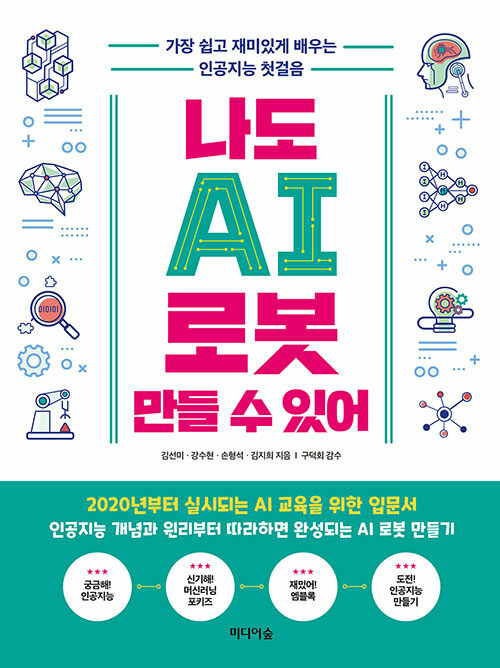 가장 쉽고 재미있게 배우는
인공지능 첫걸음
나도
AI
로봇
만들 수 있어
김선미 · 강수현 · 손형석 · 김지희 지음 | 구덕회 감수
2020년부터 실시되는 AI 교육을 위한 입문서
인공지능 개념과 원리부터 따라하면 완성되는 AI 로봇 만들기
★★★
궁금해!
인공지능
★★★
신기해!
머신러닝
포키즈
★★★
재밌어!
엠블록
★★★
도전!
인공지능
만들기
미디어숲
010101
I
I
I
I
H
H
H